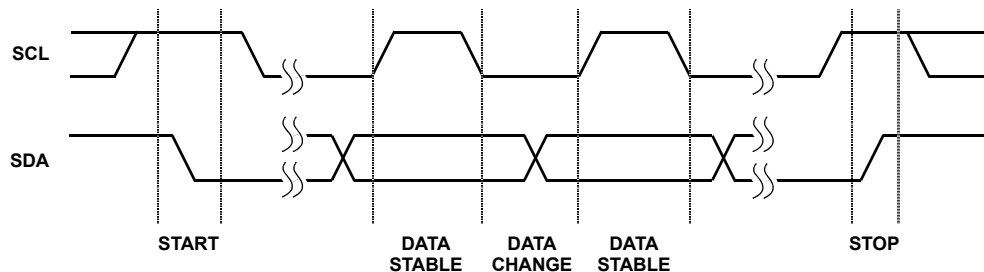 SCL
SDA
START
DATA
STABLE
DATA
CHANGE
DATA
STABLE
STOP